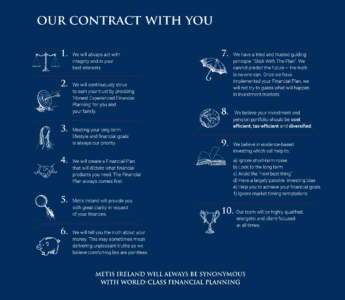 OUR CONTRACT WITH YOU
1. We will always act with
integrity and in your
best interests.
2. We will continuously strive
to earn your trust by providing
'Honest Experienced Financial
Planning' for you and
your family.
3. Meeting your long term
lifestyle and financial goals
is always our priority.
4. We will create a Financial Plan
that will dictate what financial
products you need. The Financial
Plan always comes first.
5. Metis Ireland will provide you
with great clarity in respect
of your finances.
6. We will tell you the truth about your
money. This may sometimes mean
delivering unpleasant truths as we
believe comforting lies are pointless.
7. We have a tried and trusted guiding
principle "Stick With The Plan". We
cannot predict the future – the truth
is no-one can. Once we have
implemented your Financial Plan, we
will not try to guess what will happen
in investment markets.
8. We believe your investment and
pension portfolio should be cost
efficient, tax-efficient and diversified.
9. We believe in evidence-based
investing which will help to:
a) Ignore short-term noise
b) Look to the long term
c) Avoid the "next best thing"
d) Have a largely passive investing bias
e) Help you to achieve your financial goals
f) Ignore market timing temptations
10. Our team will be highly qualified,
energetic and client focused
at all times.
METIS IRELAND WILL ALWAYS BE SYNONYMOUS
WITH WORLD-CLASS FINANCIAL PLANNING